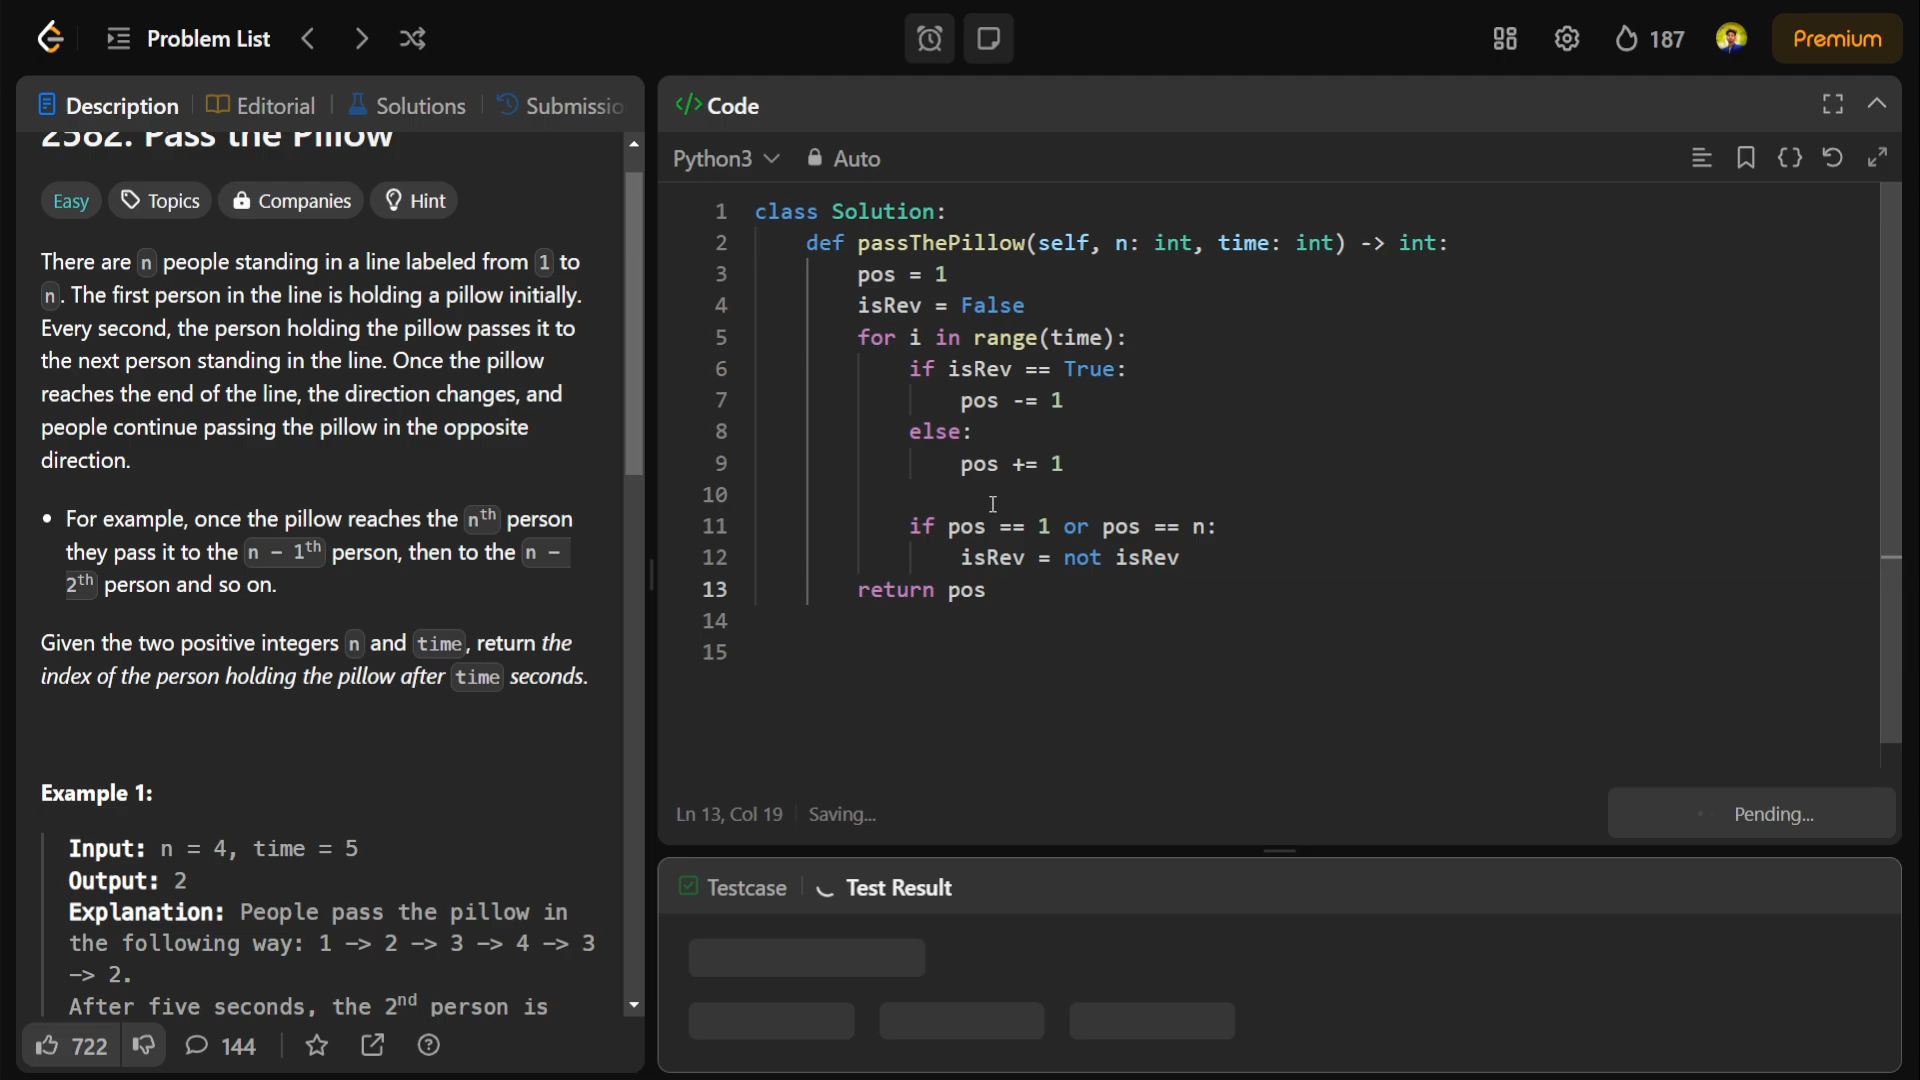 Problem List
187
Premium
Description
Editorial
Solutions
Submissio
2582. Pass the Pillow
Easy
Topics
Companies
Hint
There are n people standing in a line labeled from 1 to
n. The first person in the line is holding a pillow initially.
Every second, the person holding the pillow passes it to
the next person standing in the line. Once the pillow
reaches the end of the line, the direction changes, and
people continue passing the pillow in the opposite
direction.
• For example, once the pillow reaches the nth person
they pass it to the n - 1th person, then to the n -
2th person and so on.
Given the two positive integers n and time, return the
index of the person holding the pillow after time seconds.
Example 1:
Input: n = 4, time = 5
Output: 2
Explanation: People pass the pillow in
the following way: 1 -> 2 -> 3 -> 4 -> 3
-> 2.
After five seconds, the 2nd person is
722
144
</> Code
Python3
Auto
1 class Solution:
2     def passThePillow(self, n: int, time: int) -> int:
3         pos = 1
4         isRev = False
5         for i in range(time):
6             if isRev == True:
7                 pos -= 1
8             else:
9                 pos += 1
10
11             if pos == 1 or pos == n:
12                 isRev = not isRev
13         return pos
14
15
Ln 13, Col 19
Saving...
Pending...
Testcase
Test Result